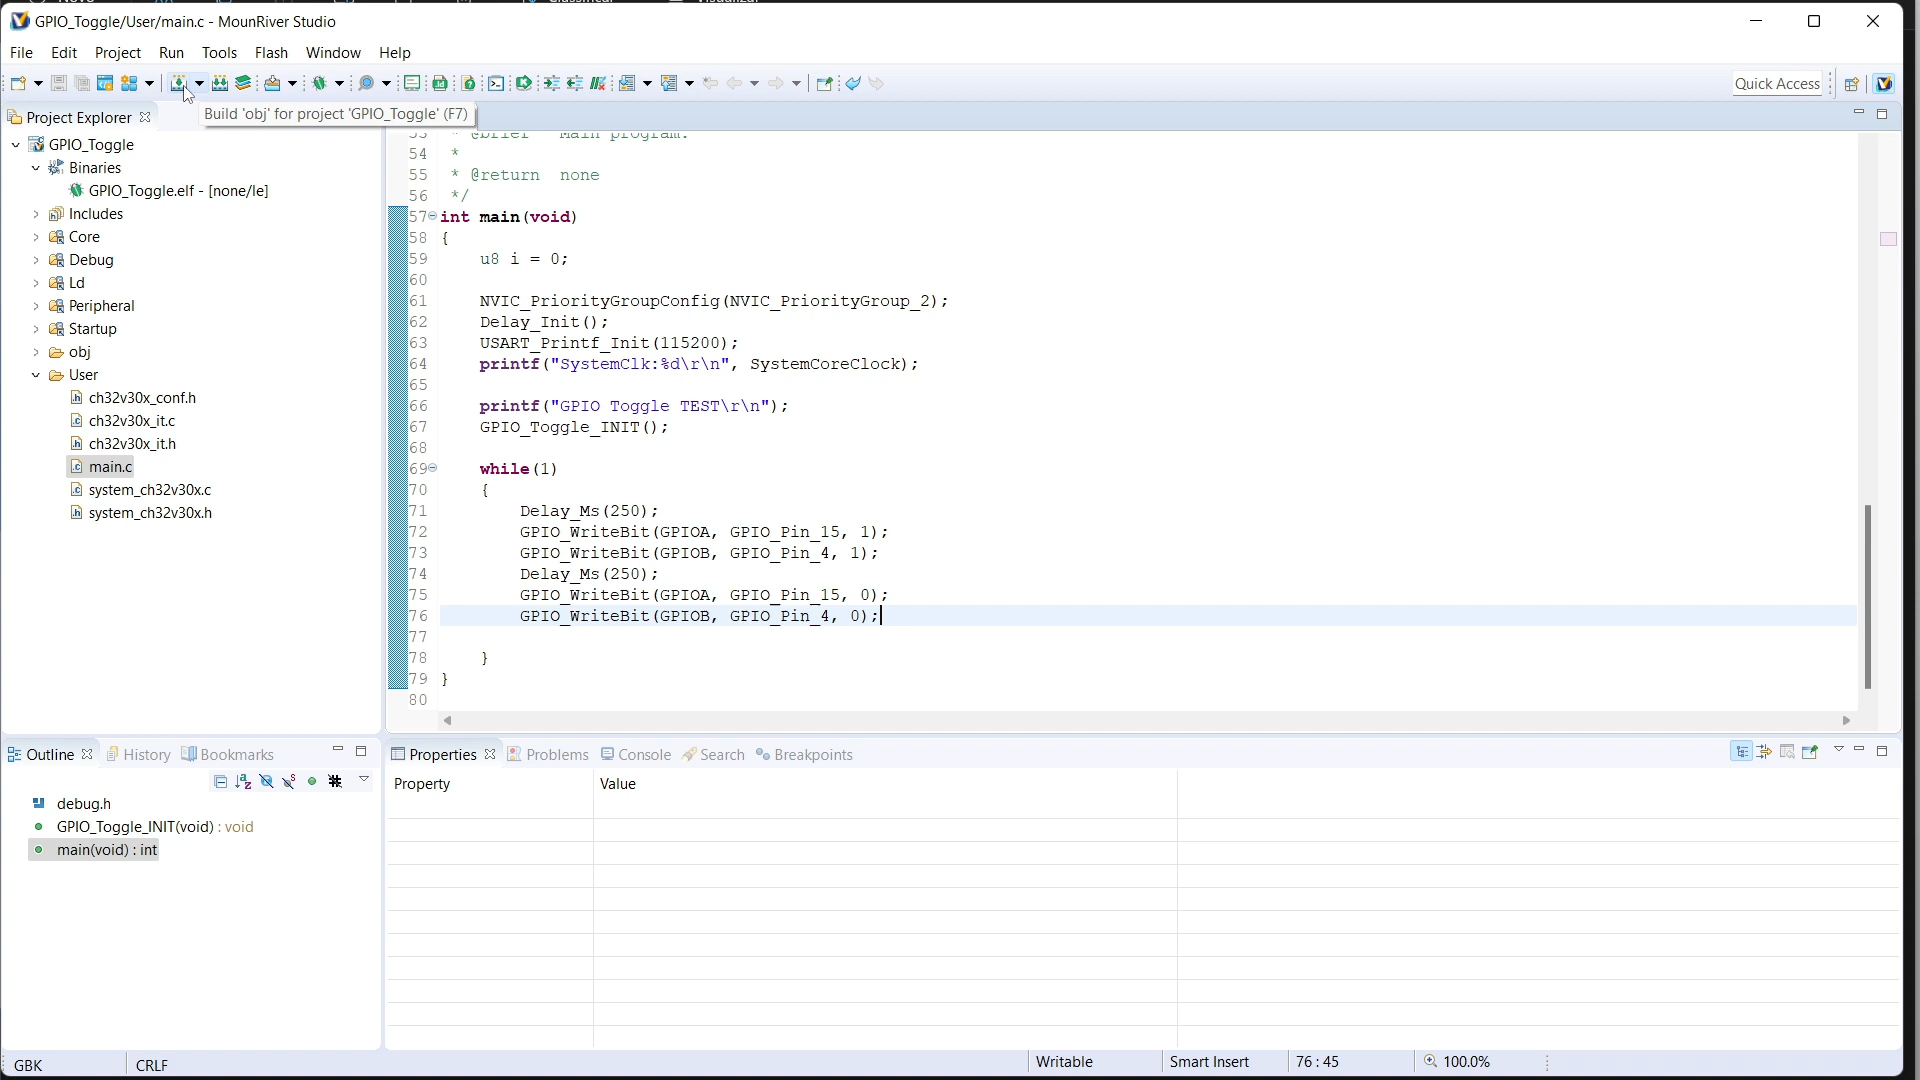 GPIO_Toggle/User/main.c - MounRiver Studio
File Edit Project Run Tools Flash Window Help
Quick Access
Build 'obj' for project 'GPIO_Toggle' (F7)
Project Explorer
GPIO_Toggle
Binaries
GPIO_Toggle.elf - [none/le]
Includes
Core
Debug
Ld
Peripheral
Startup
obj
User
ch32v30x_conf.h
ch32v30x_it.c
ch32v30x_it.h
main.c
system_ch32v30x.c
system_ch32v30x.h
53 * @brief Main program.
54 *
55 * @return none
56 */
57 int main(void)
58 {
59 u8 i = 0;
60
61 NVIC_PriorityGroupConfig(NVIC_PriorityGroup_2);
62 Delay_Init();
63 USART_Printf_Init(115200);
64 printf("SystemClk:%d\r\n", SystemCoreClock);
65
66 printf("GPIO Toggle TEST\r\n");
67 GPIO_Toggle_INIT();
68
69 while(1)
70 {
71 Delay_Ms(250);
72 GPIO_WriteBit(GPIOA, GPIO_Pin_15, 1);
73 GPIO_WriteBit(GPIOB, GPIO_Pin_4, 1);
74 Delay_Ms(250);
75 GPIO_WriteBit(GPIOA, GPIO_Pin_15, 0);
76 GPIO_WriteBit(GPIOB, GPIO_Pin_4, 0);
77
78 }
79 }
80
Outline History Bookmarks
debug.h
GPIO_Toggle_INIT(void) : void
main(void) : int
Properties Problems Console Search Breakpoints
Property Value
GBK CRLF Writable Smart Insert 76 : 45 100.0%